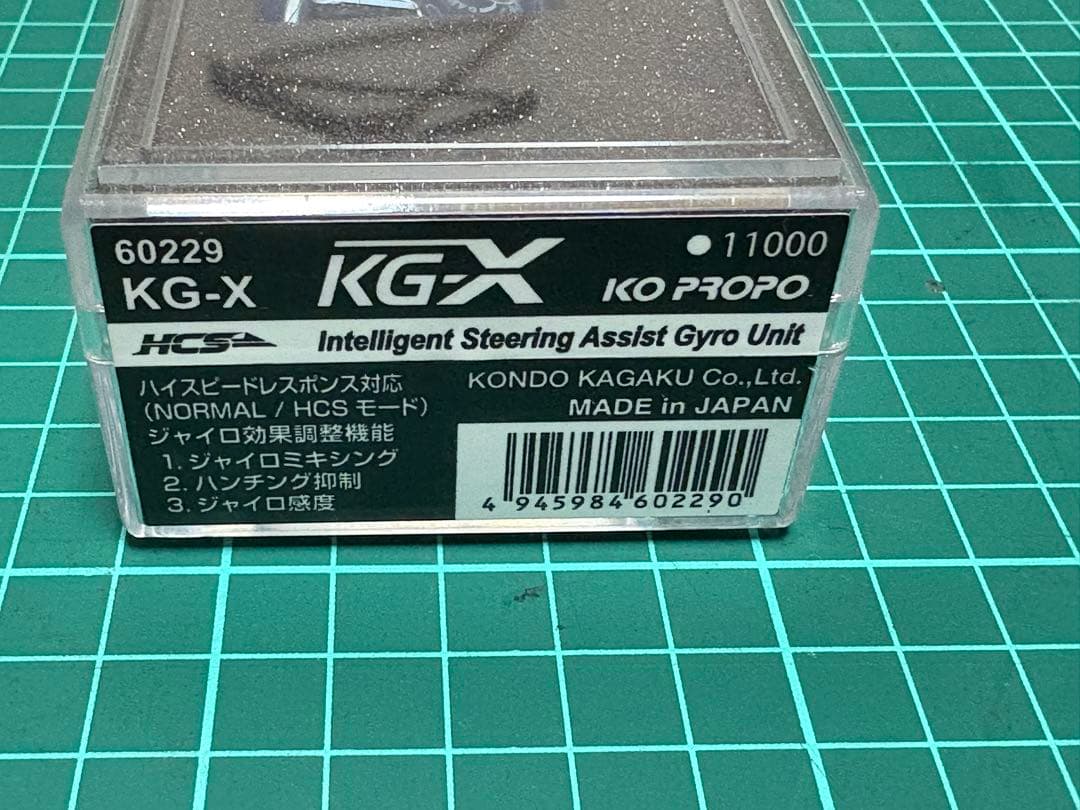 60229
KG-X
KG-X
●11000
KO PROPO
HCS
Intelligent Steering Assist Gyro Unit
ハイスピードレスポンス対応
(NORMAL / HCS モード)
ジャイロ効果調整機能
1. ジャイロミキシング
2. ハンチング抑制
3. ジャイロ感度
KONDO KAGAKU Co.,Ltd.
MADE in JAPAN
4 945984 602290